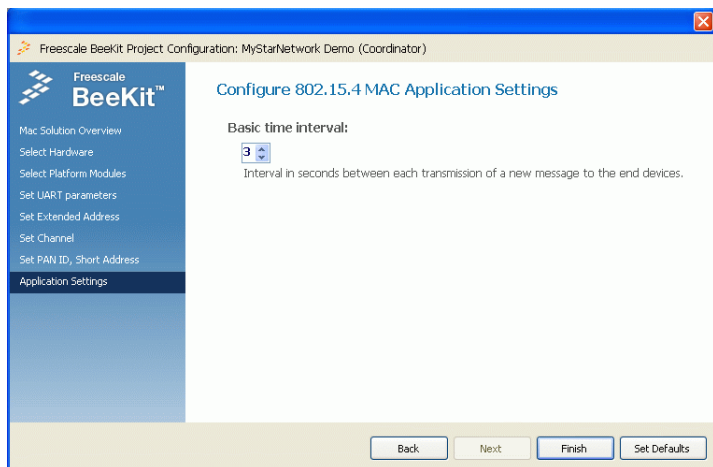 Freescale BeeKit Project Configuration: MyStarNetwork Demo (Coordinator)
Freescale
BeeKit™
Mac Solution Overview
Select Hardware
Select Platform Modules
Set UART parameters
Set Extended Address
Set Channel
Set PAN ID, Short Address
Application Settings
Configure 802.15.4 MAC Application Settings
Basic time interval:
3
Interval in seconds between each transmission of a new message to the end devices.
Back
Next
Finish
Set Defaults